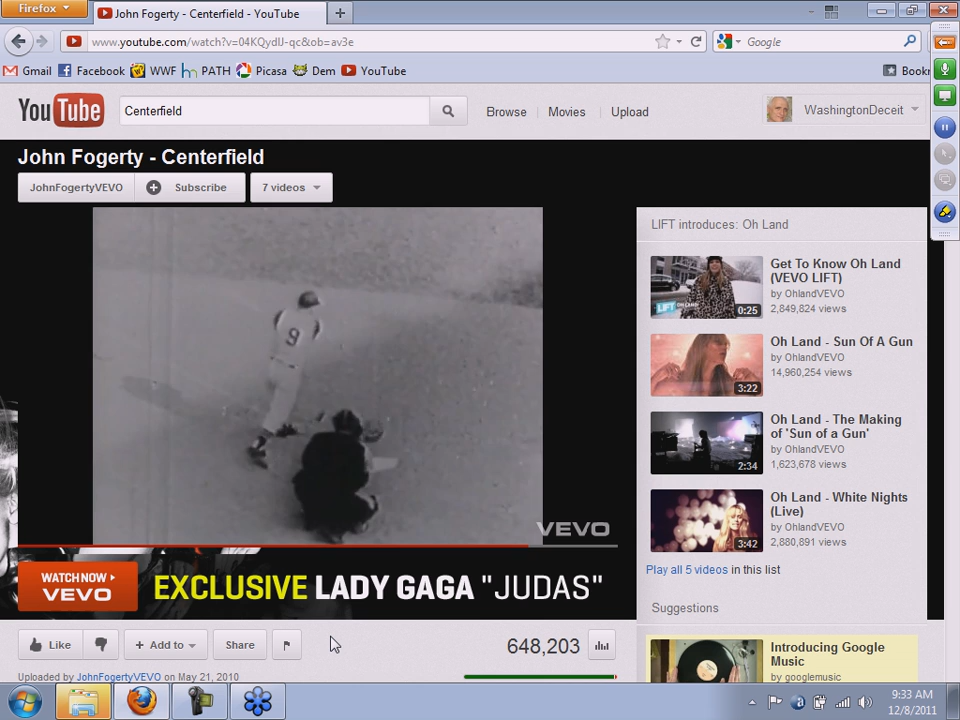 Firefox
John Fogerty - Centerfield - YouTube
www.youtube.com/watch?v=04KQydlJ-qc&ob=av3e
Google
Gmail
Facebook
WWF
PATH
Picasa
Dem
YouTube
YouTube
Centerfield
Browse
Movies
Upload
WashingtonDeceit
John Fogerty - Centerfield
JohnFogertyVEVO
Subscribe
7 videos
9
VEVO
WATCH NOW
VEVO
EXCLUSIVE LADY GAGA "JUDAS"
Like
Add to
Share
648,203
Uploaded by JohnFogertyVEVO on May 21, 2010
LIFT introduces: Oh Land
LIFT
0:25
Get To Know Oh Land
(VEVO LIFT)
by OhlandVEVO
2,849,824 views
3:22
Oh Land - Sun Of A Gun
by OhlandVEVO
14,960,254 views
2:34
Oh Land - The Making
of 'Sun of a Gun'
by OhlandVEVO
1,623,678 views
3:42
Oh Land - White Nights
(Live)
by OhlandVEVO
2,880,891 views
Play all 5 videos in this list
Suggestions
Introducing Google
Music
by googlemusic
9:33 AM
12/8/2011